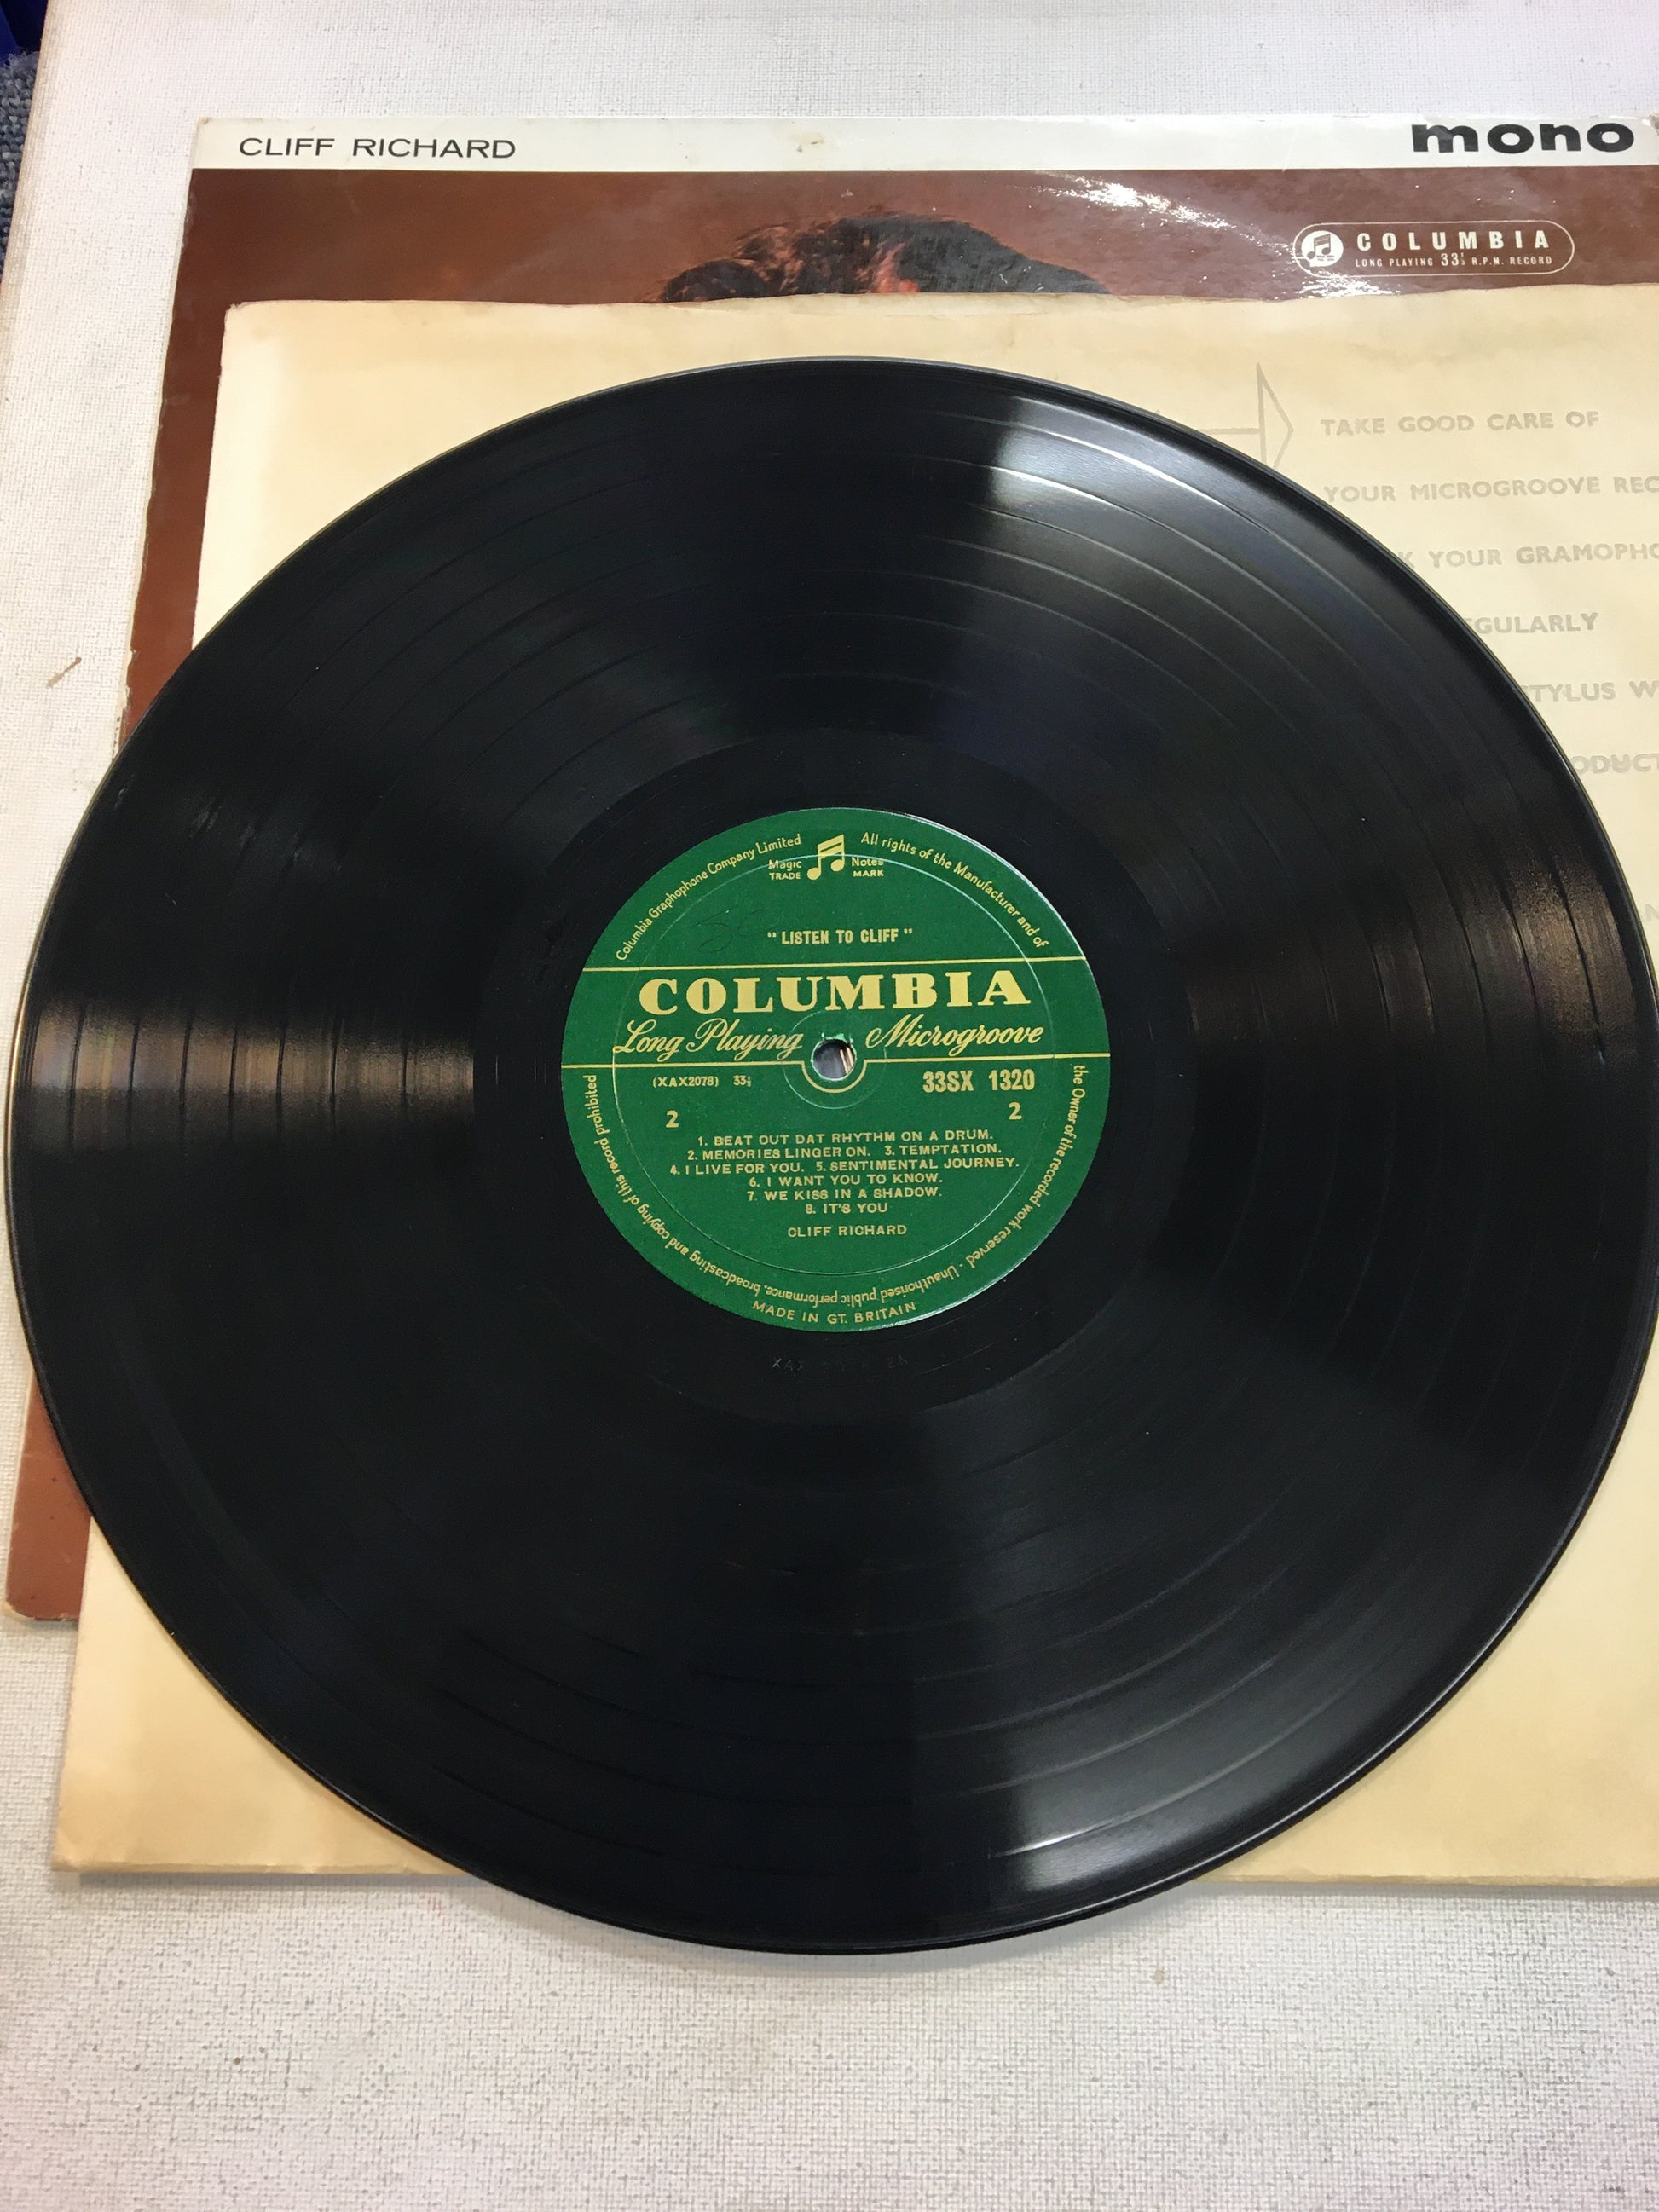 CLIFF RICHARD
mono
COLUMBIA
LONG PLAYING 33⅓ R.P.M. RECORD
TAKE GOOD CARE OF
YOUR MICROGROOVE
YOUR
Columbia Graphophone Company Limited
All rights of the Manufacturer and of
the Owner of the recorded work reserved - Unauthorised public performance, broadcasting and copying of this record prohibited
Magic Notes
TRADE MARK
"LISTEN TO CLIFF"
COLUMBIA
Long Playing Microgroove
(XAX2078) 33⅓ 33SX 1320
2 2
1. BEAT OUT DAT RHYTHM ON A DRUM.
2. MEMORIES LINGER ON. 3. TEMPTATION.
4. I LIVE FOR YOU. 5. SENTIMENTAL JOURNEY.
6. I WANT YOU TO KNOW.
7. WE KISS IN A SHADOW.
8. IT'S YOU
CLIFF RICHARD
MADE IN GT. BRITAIN